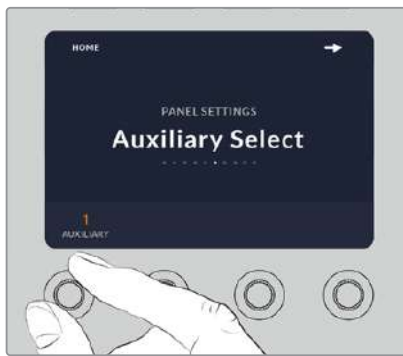 HOME
PANEL SETTINGS
Auxiliary Select
1
AUXILIARY